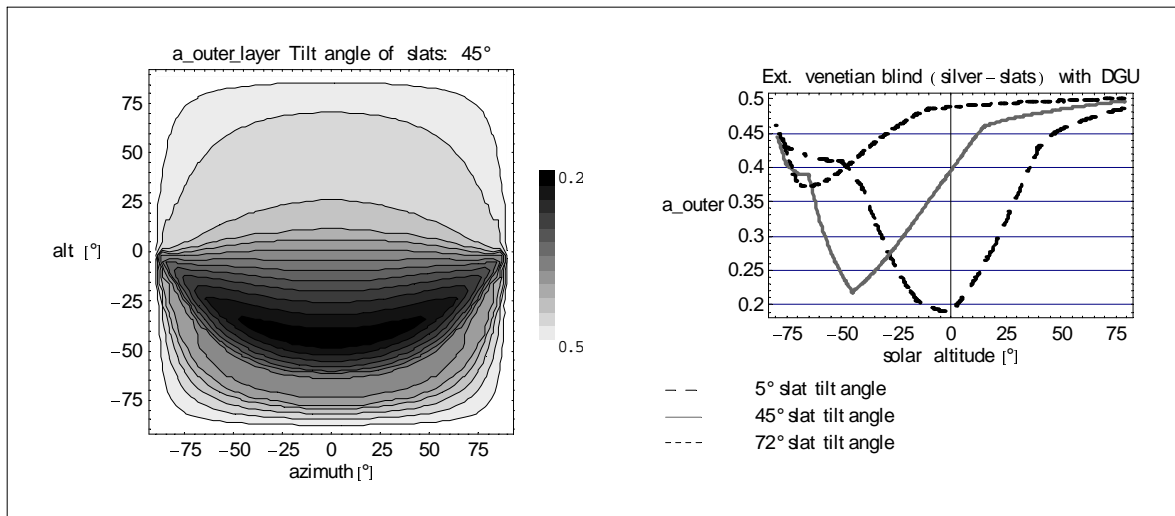 a_outer_layer Tilt angle of slats: 45°
75
50
25
0
−25
−50
−75
alt [°]
−75 −50 −25 0 25 50 75
azimuth[°]
0.2
0.5
Ext. venetian blind (silver-slats) with DGU
0.5
0.45
0.4
0.35
0.3
0.25
0.2
a_outer
−75 −50 −25 0 25 50 75
solar altitude[°]
5° slat tilt angle
45° slat tilt angle
72° slat tilt angle